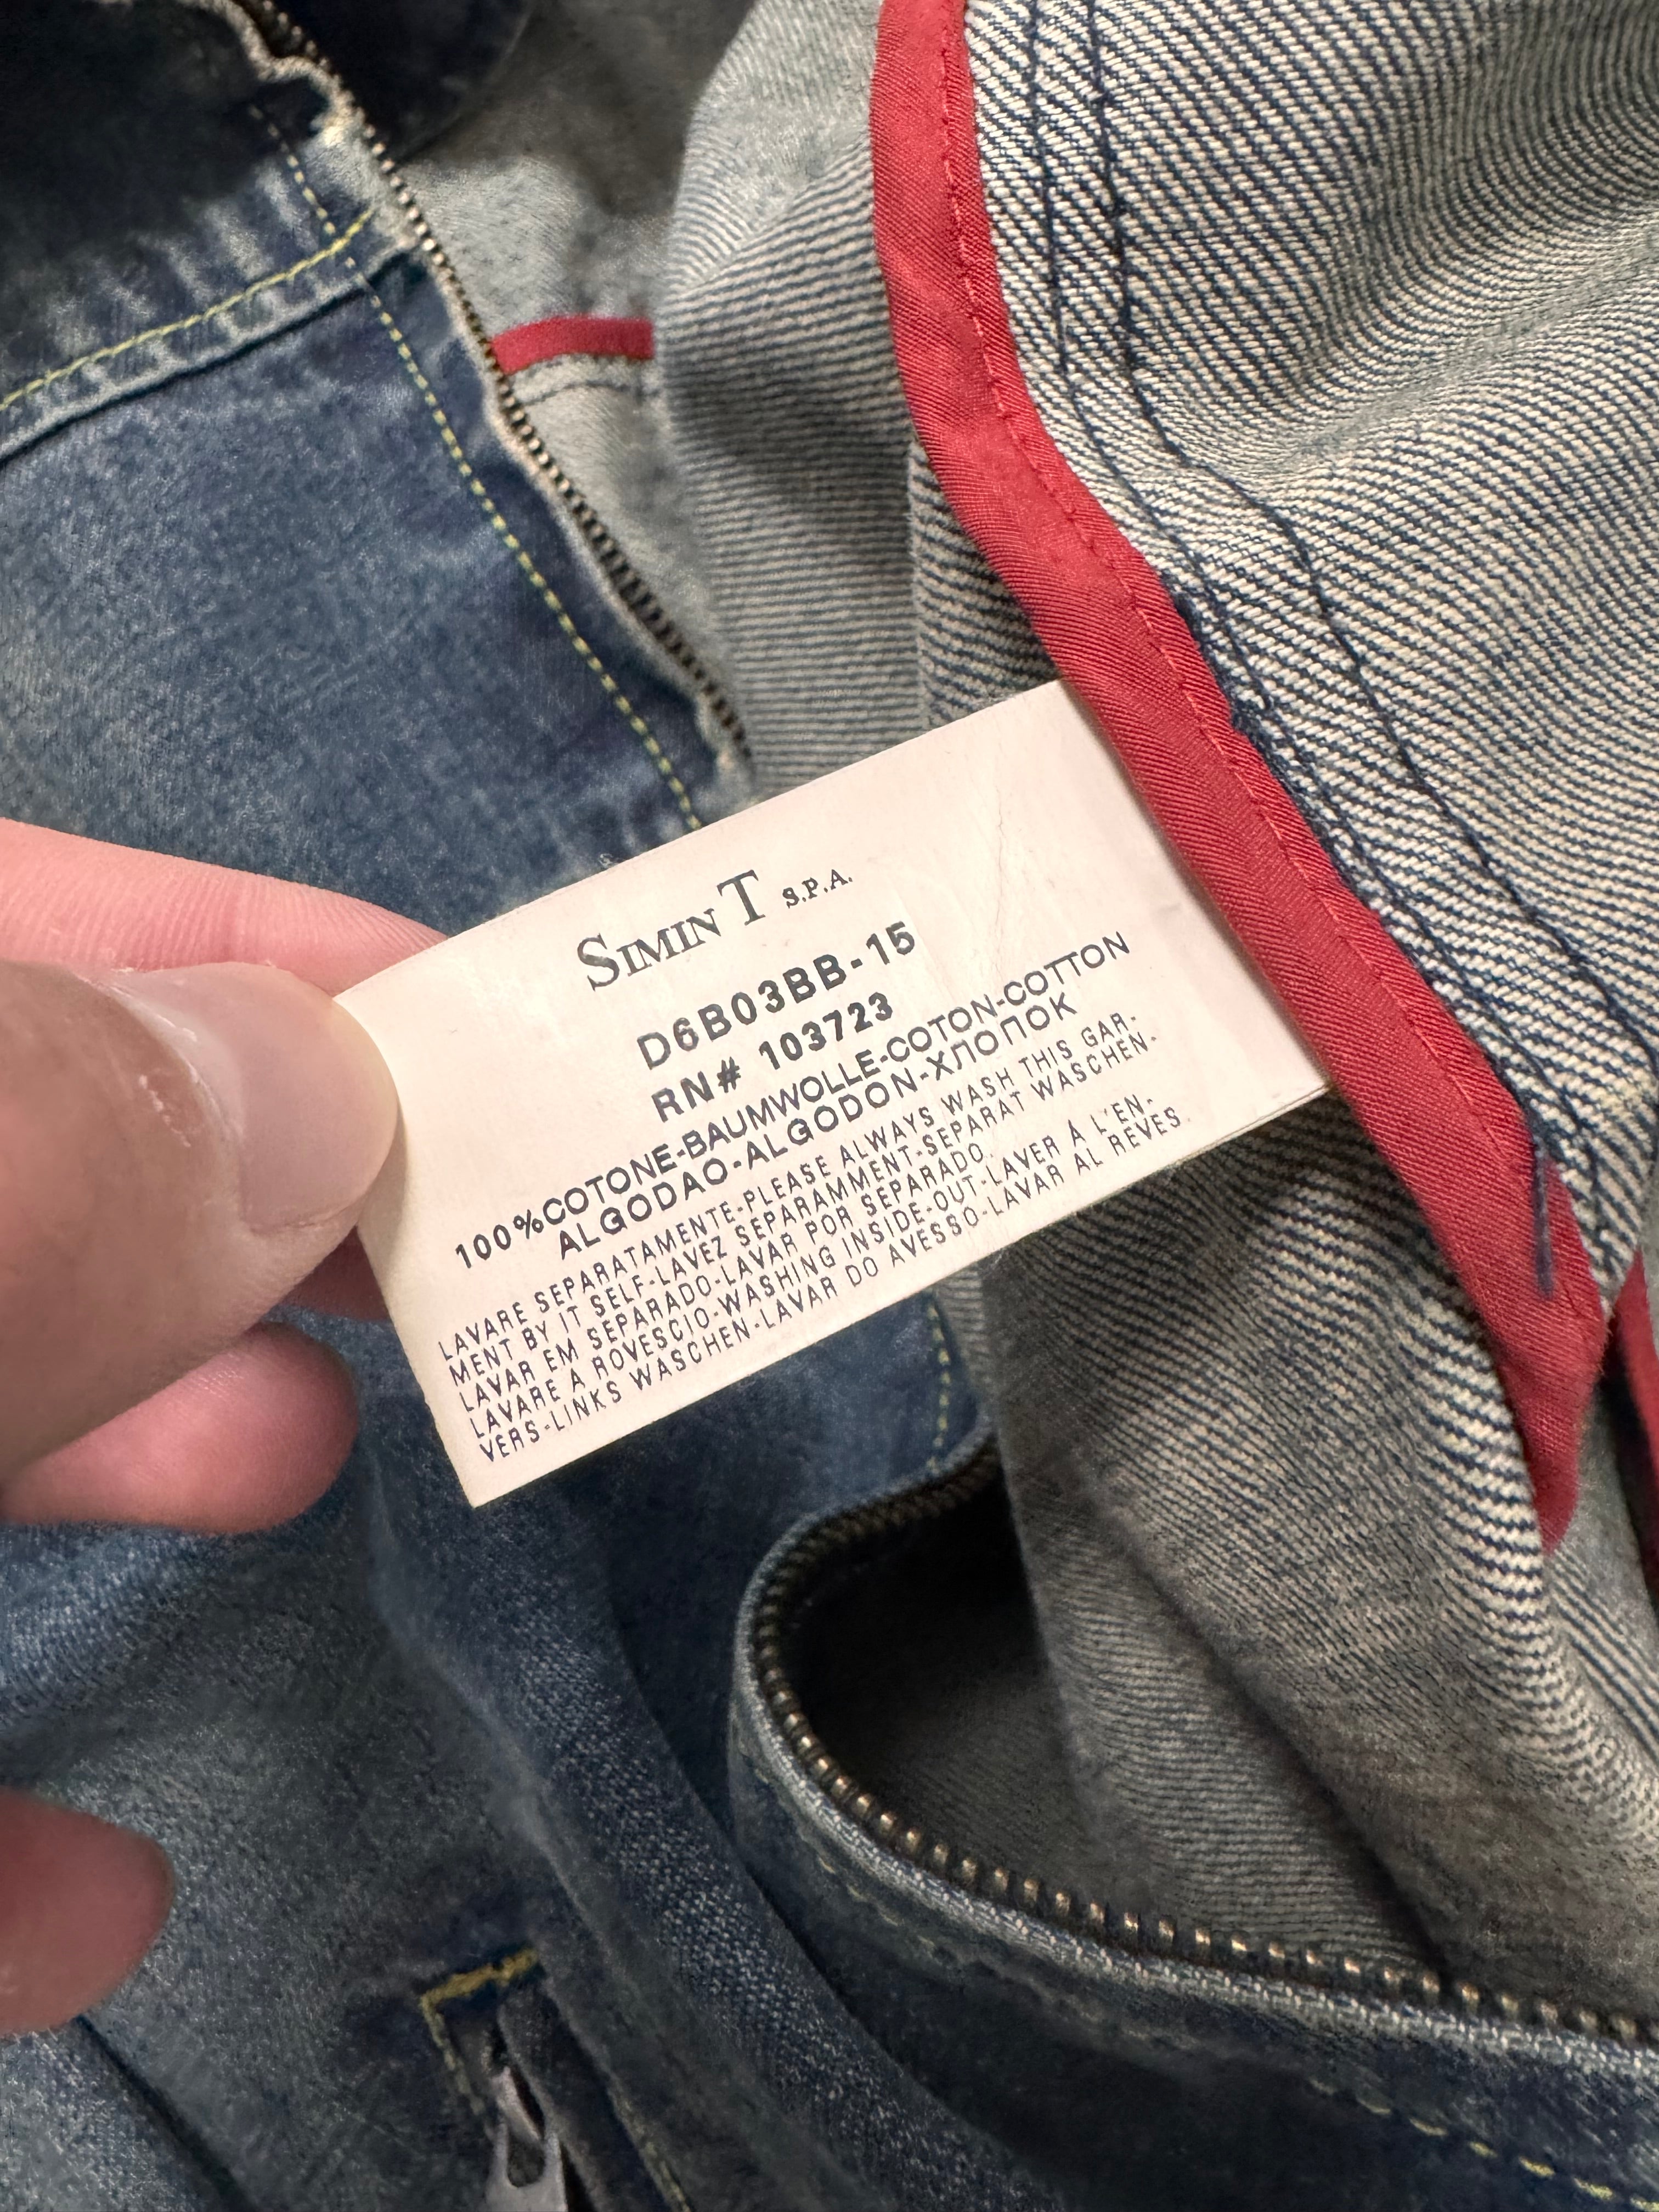 SIMIN T S.P.A.
D6B03BB-15
RN# 103723
100%COTONE-BAUMWOLLE-COTON-COTTON
ALGODAO-ALGODON-ХЛОПОК
LAVARE SEPARATAMENTE-PLEASE ALWAYS WASH THIS GAR-
MENT BY IT SELF-LAVEZ SEPARAMMENT-SEPARAT WASCHEN-
LAVAR EM SEPARADO-LAVAR POR SEPARADO.
LAVARE A ROVESCIO-WASHING INSIDE-OUT-LAVER À L'EN-
VERS-LINKS WASCHEN-LAVAR DO AVESSO-LAVAR AL REVES.